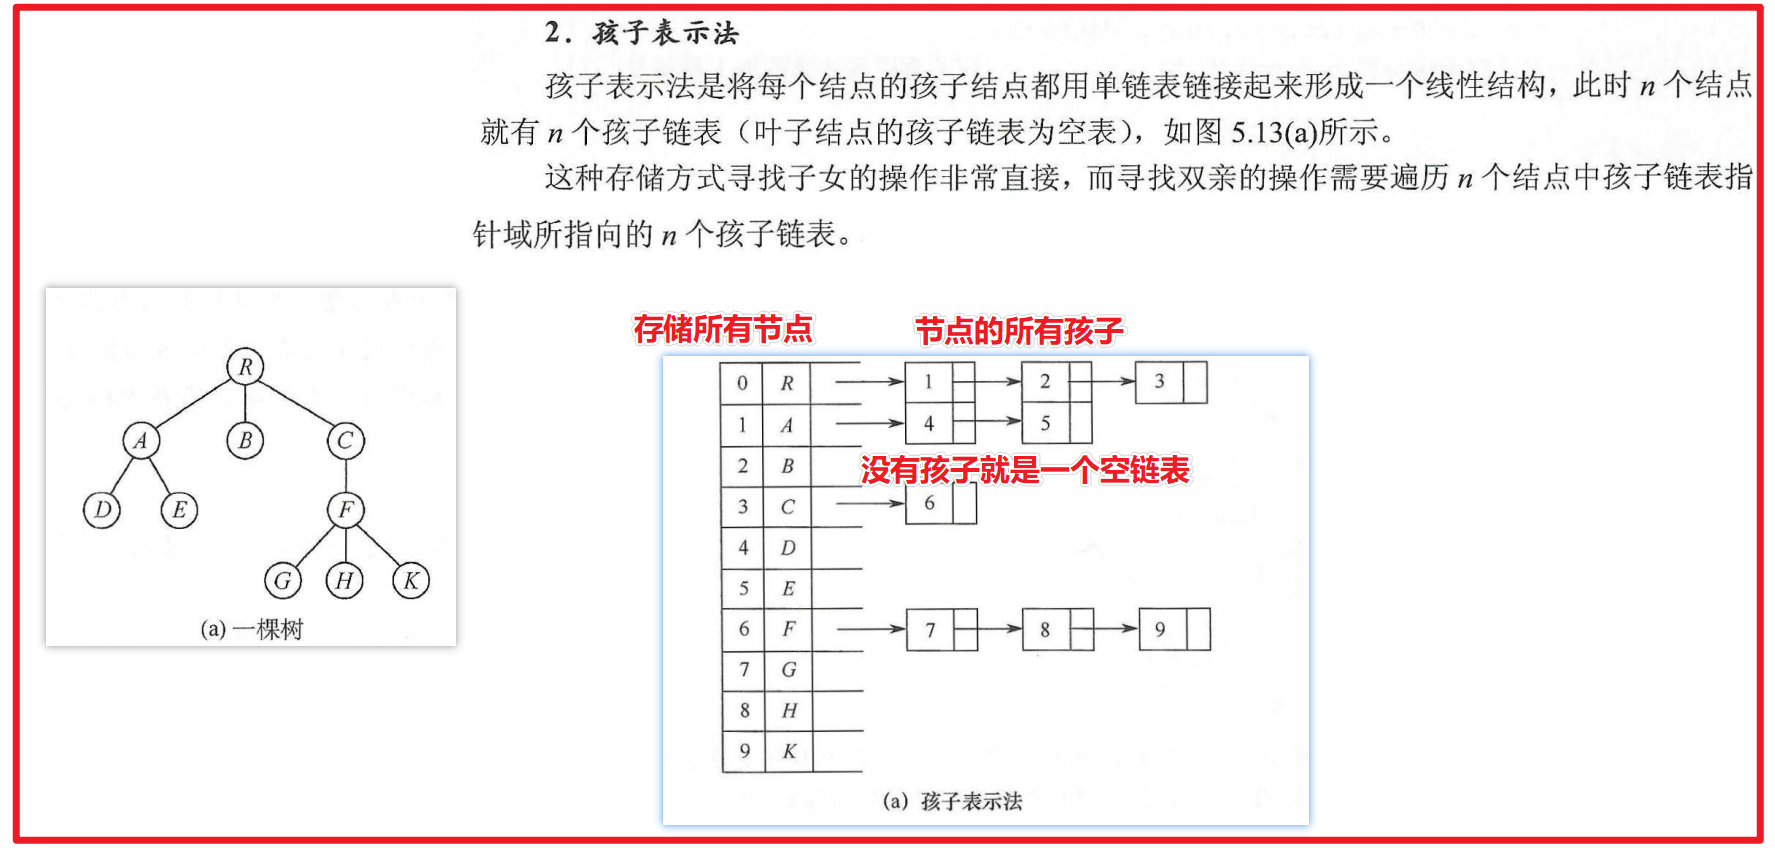 2. 孩子表示法
孩子表示法是将每个结点的孩子结点都用单链表链接起来形成一个线性结构，此时 n 个结点
就有 n 个孩子链表（叶子结点的孩子链表为空表），如图 5.13(a)所示。
这种存储方式寻找子女的操作非常直接，而寻找双亲的操作需要遍历 n 个结点中孩子链表指
针域所指向的 n 个孩子链表。
R
A B C
D E F
G H K
(a) 一棵树
存储所有节点 节点的所有孩子
0 R 1 2 3
1 A 4 5
2 B 没有孩子就是一个空链表
3 C 6
4 D
5 E
6 F 7 8 9
7 G
8 H
9 K
(a) 孩子表示法